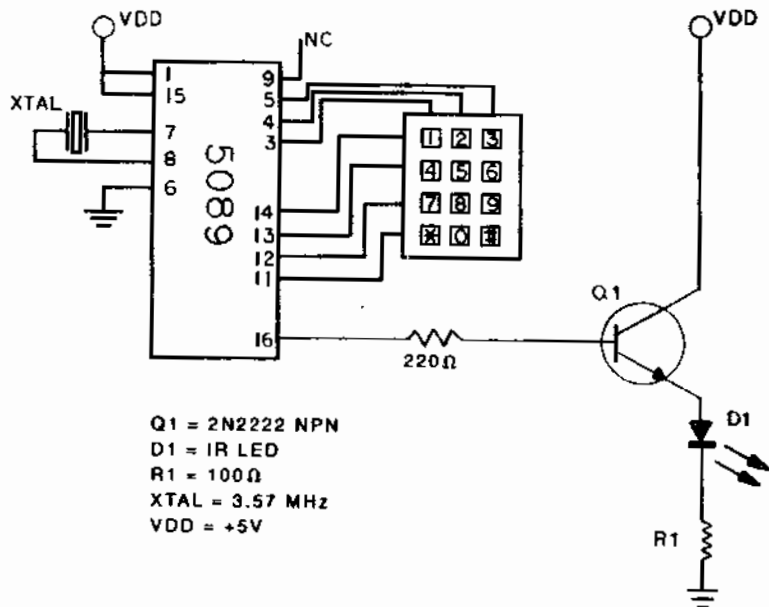 VDD
VDD
NC
XTAL
1
15
7
8
6
5089
9
5
4
3
14
13
12
11
16
1 2 3
4 5 6
7 8 9
* 0 #
Q1
220Ω
D1
R1
Q1 = 2N2222 NPN
D1 = IR LED
R1 = 100Ω
XTAL = 3.57 MHz
VDD = +5V